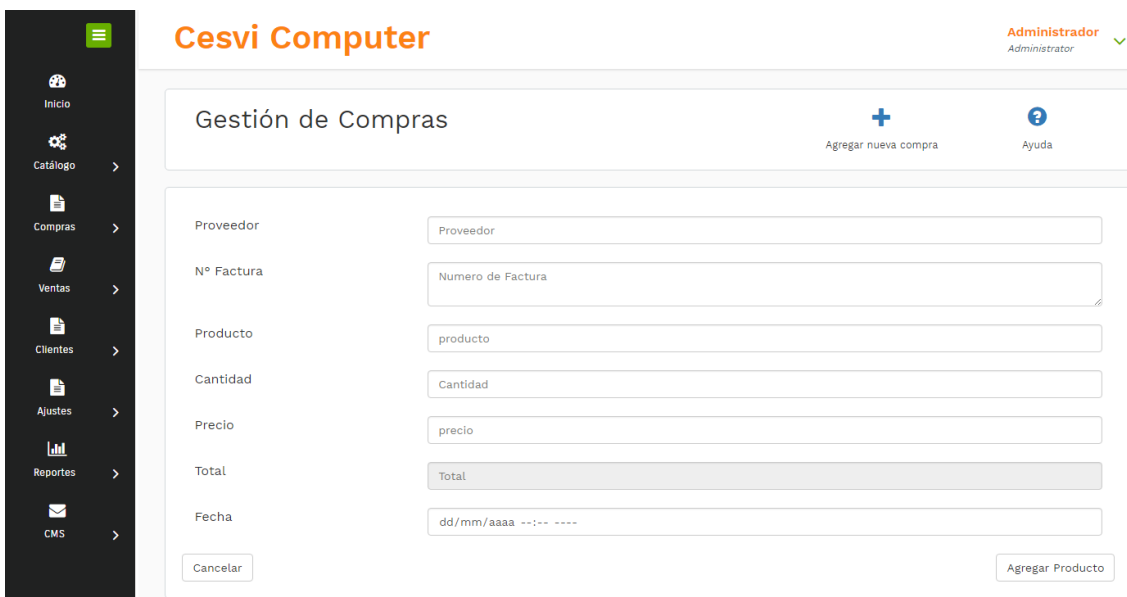 Cesvi Computer
Administrador
Administrator
Inicio
Catálogo
Compras
Ventas
Clientes
Ajustes
Reportes
CMS
Gestión de Compras
Agregar nueva compra
Ayuda
Proveedor
Proveedor
Nº Factura
Numero de Factura
Producto
producto
Cantidad
Cantidad
Precio
precio
Total
Total
Fecha
dd/mm/aaaa --:-- ----
Cancelar
Agregar Producto